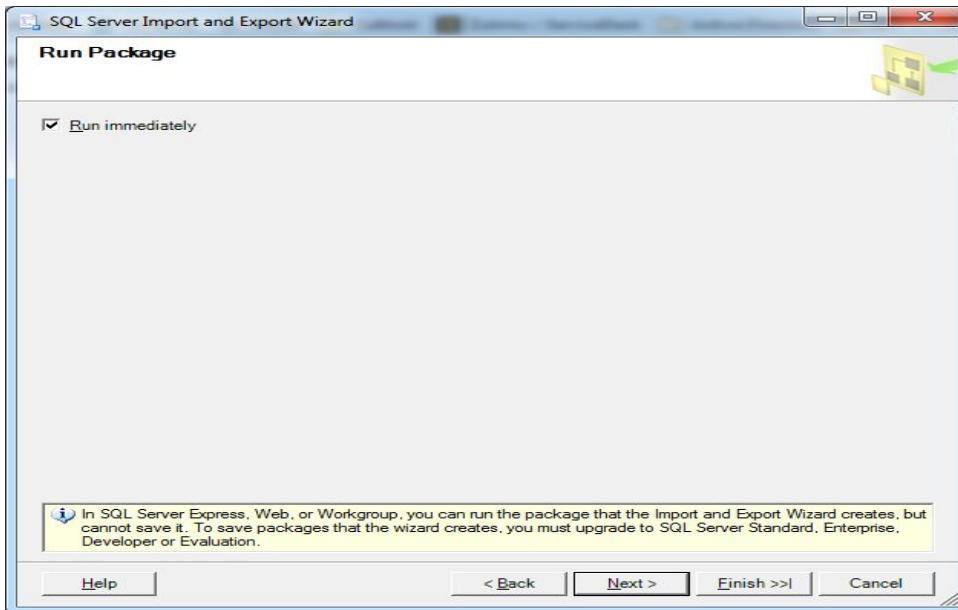 SQL Server Import and Export Wizard
Run Package
Run immediately
In SQL Server Express, Web, or Workgroup, you can run the package that the Import and Export Wizard creates, but
cannot save it. To save packages that the wizard creates, you must upgrade to SQL Server Standard, Enterprise,
Developer or Evaluation.
Help
< Back
Next >
Finish >>|
Cancel